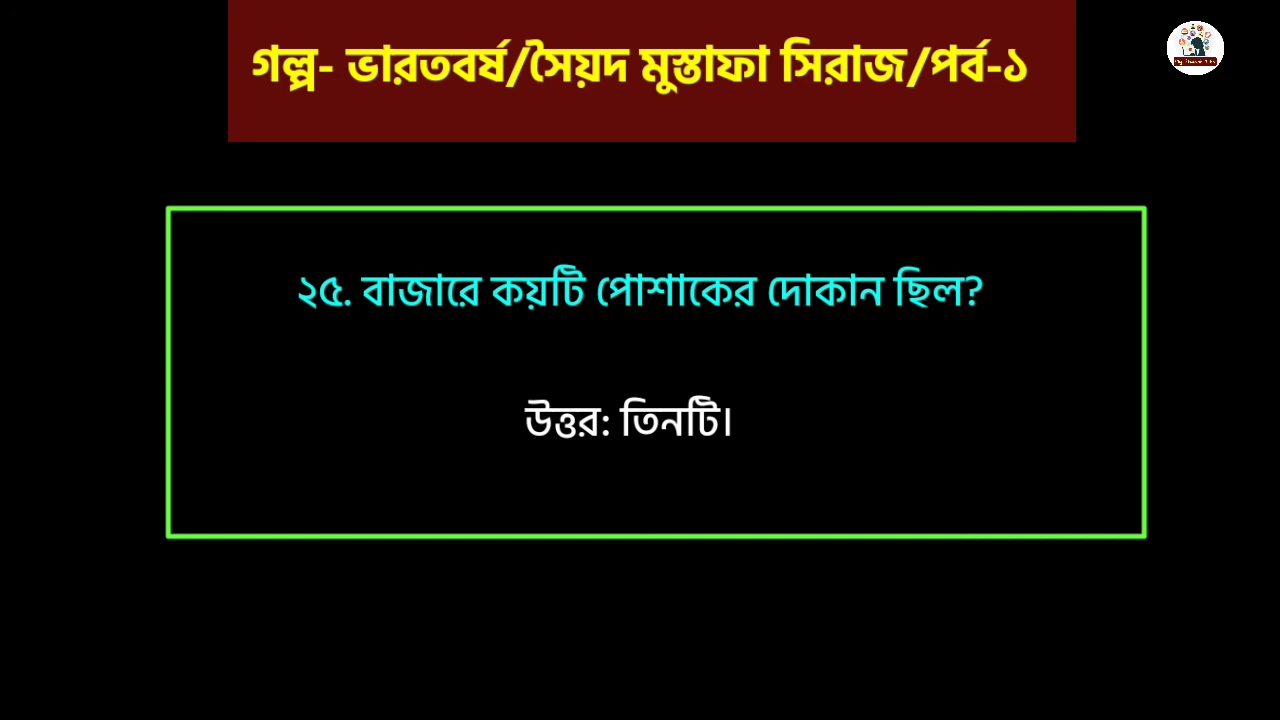 গল্প- ভারতবর্ষ/সৈয়দ মুস্তাফা সিরাজ/পর্ব-১
২৫. বাজারে কয়টি পোশাকের দোকান ছিল?
উত্তর: তিনটি।